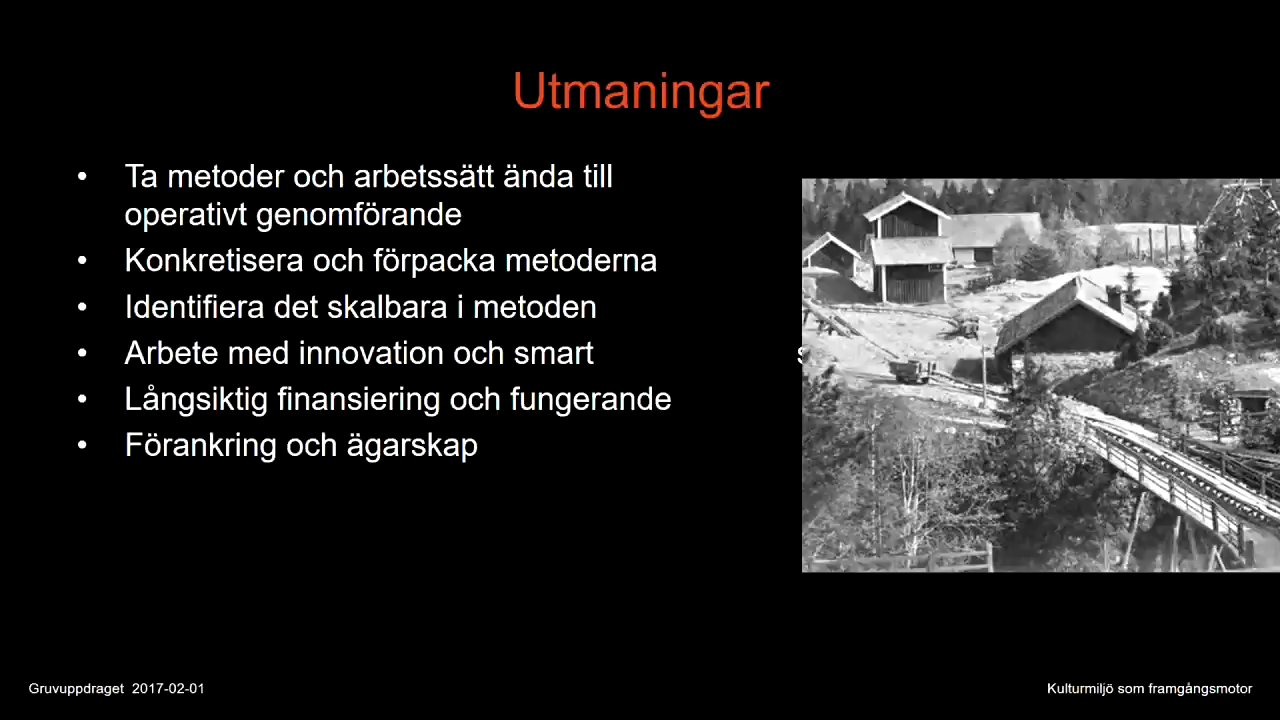 Utmaningar
• Ta metoder och arbetssätt ända till
operativt genomförande
• Konkretisera och förpacka metoderna
• Identifiera det skalbara i metoden
• Arbete med innovation och smart
• Långsiktig finansiering och fungerande
• Förankring och ägarskap
Gruvuppdraget 2017-02-01
Kulturmiljö som framgångsmotor